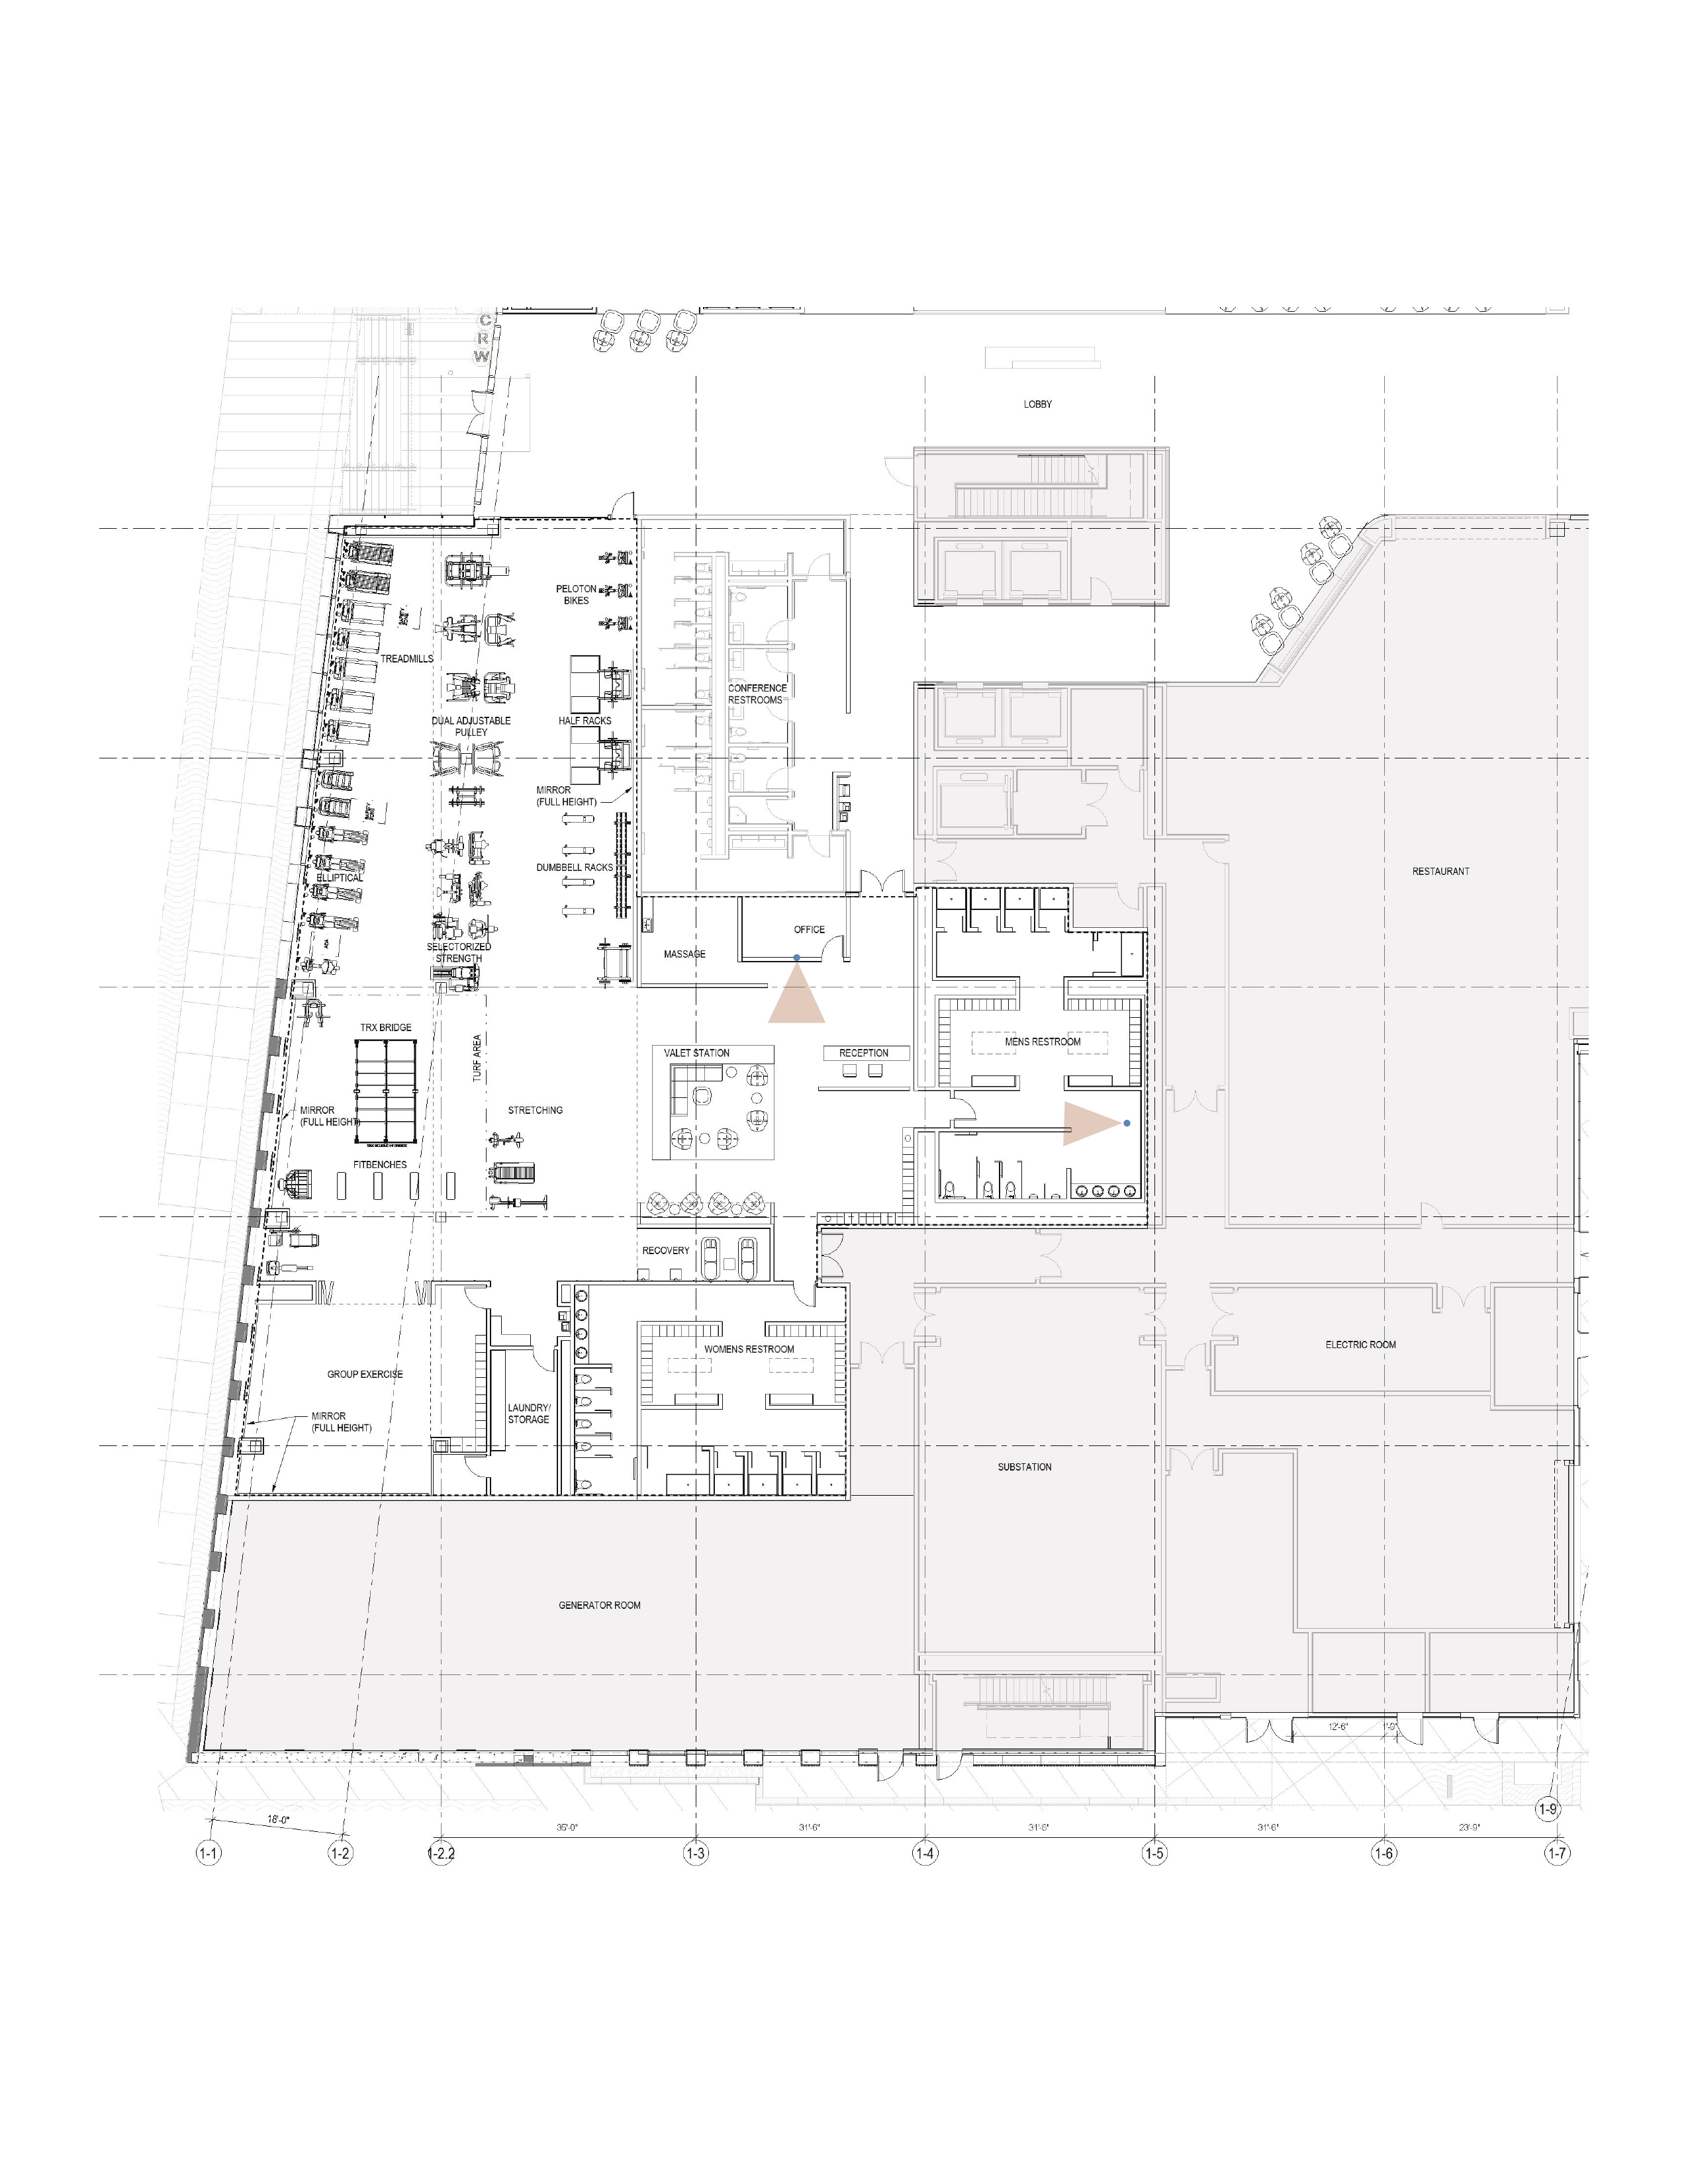 C
R
W
LOBBY
PELOTON
BIKES
TREADMILLS
CONFERENCE
RESTROOMS
DUAL ADJUSTABLE
PULLEY
HALF RACKS
MIRROR
(FULL HEIGHT)
DUMBBELL RACKS
ELLIPTICAL
RESTAURANT
OFFICE
SELECTORIZED
STRENGTH
MASSAGE
TRX BRIDGE
TURF AREA
MENS RESTROOM
VALET STATION
RECEPTION
MIRROR
(FULL HEIGHT)
STRETCHING
FITBENCHES
RECOVERY
WOMENS RESTROOM
ELECTRIC ROOM
GROUP EXERCISE
LAUNDRY/
STORAGE
MIRROR
(FULL HEIGHT)
SUBSTATION
GENERATOR ROOM
12'-6"
1'-9"
1-9
18'-0"
35'-0"
31'-6"
31'-6"
31'-6"
23'-9"
1-1
1-2
1-2.2
1-3
1-4
1-5
1-6
1-7